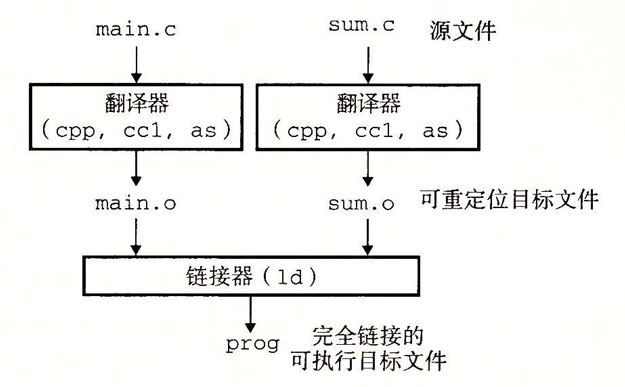 main.c sum.c 源文件
翻译器 翻译器
(cpp, cc1, as) (cpp, cc1, as)
main.o sum.o 可重定位目标文件
链接器(ld)
prog 完全链接的
可执行目标文件